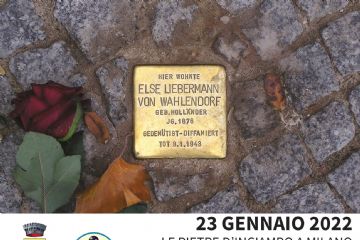 HIER WOHNTE
ELSE LIEBERMANN
VON WAHLENDORF
GEB. HOLLÄNDER
JG. 1876
GEDEMÜTIGT-DIFFAMIERT
TOT 8.1.1943
23 GENNAIO 2022
LE PIETRE D'INCIAMPO A MILANO